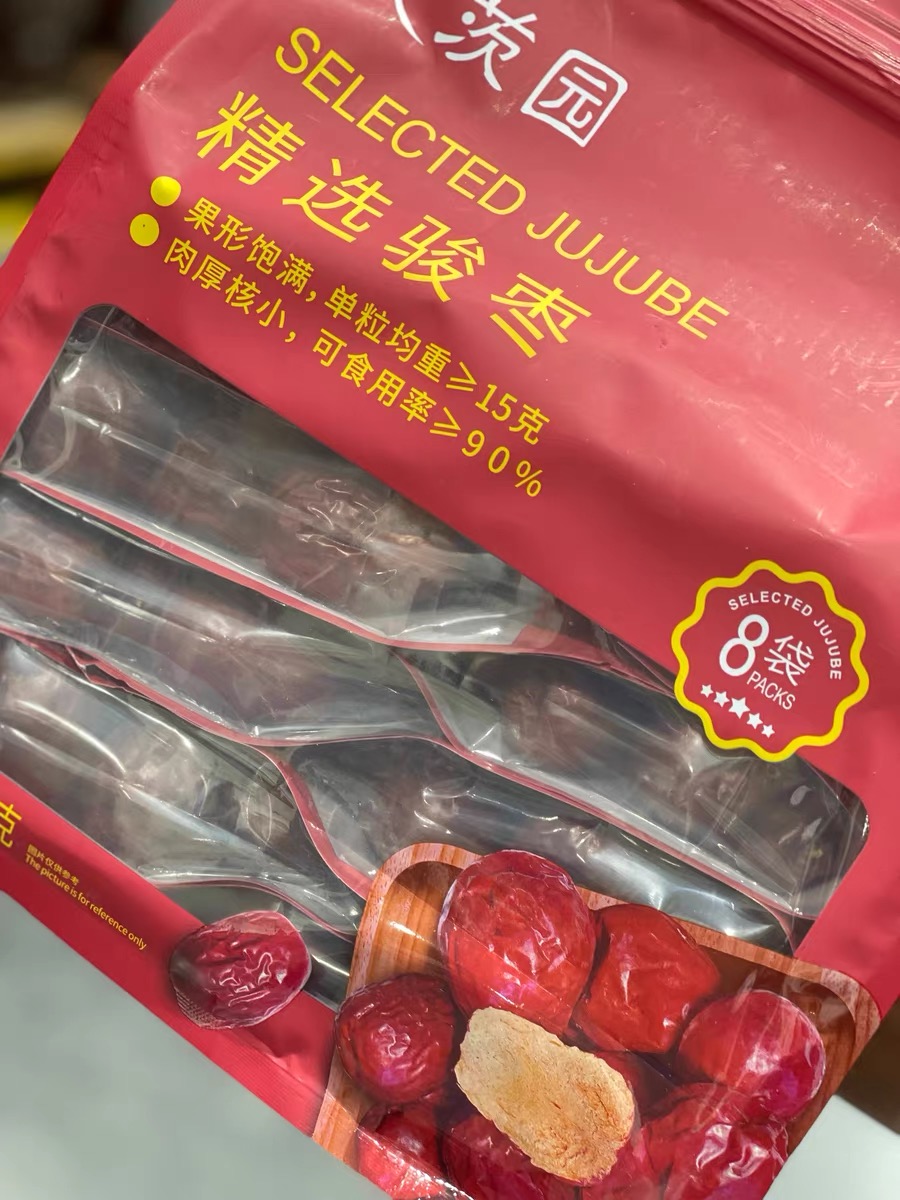 茨园
SELECTED JUJUBE
精选骏枣
果形饱满，单粒均重≥15克
肉厚核小，可食用率≥90%
SELECTED JUJUBE
8袋
PACKS
克
照片仅供参考
The picture is for reference only